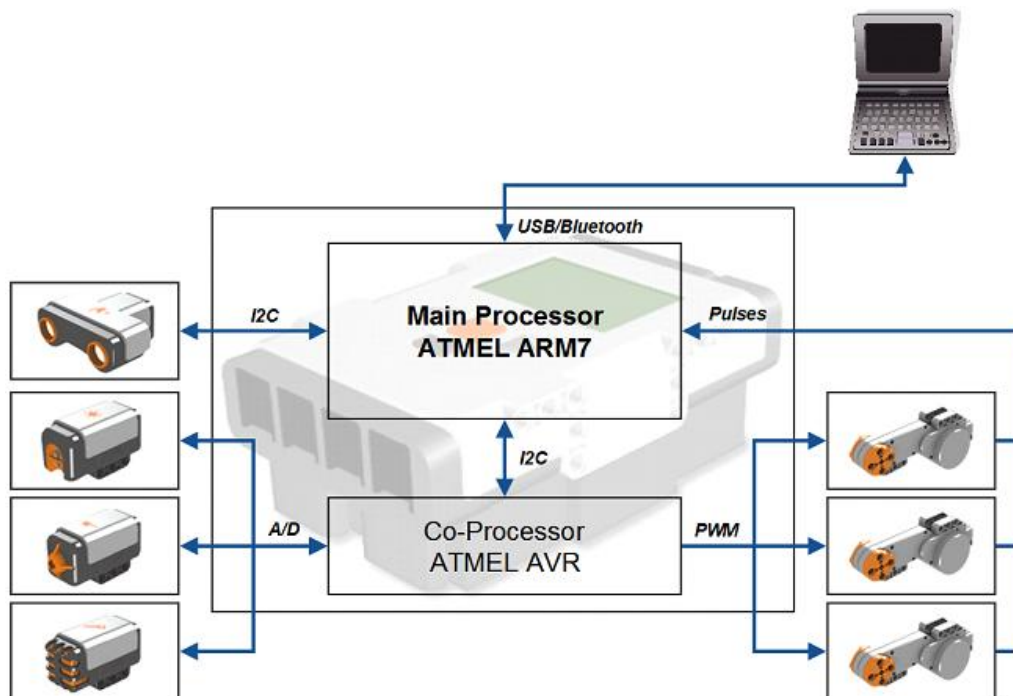 USB/Bluetooth
I2C
Main Processor
ATMEL ARM7
Pulses
I2C
A/D
Co-Processor
ATMEL AVR
PWM